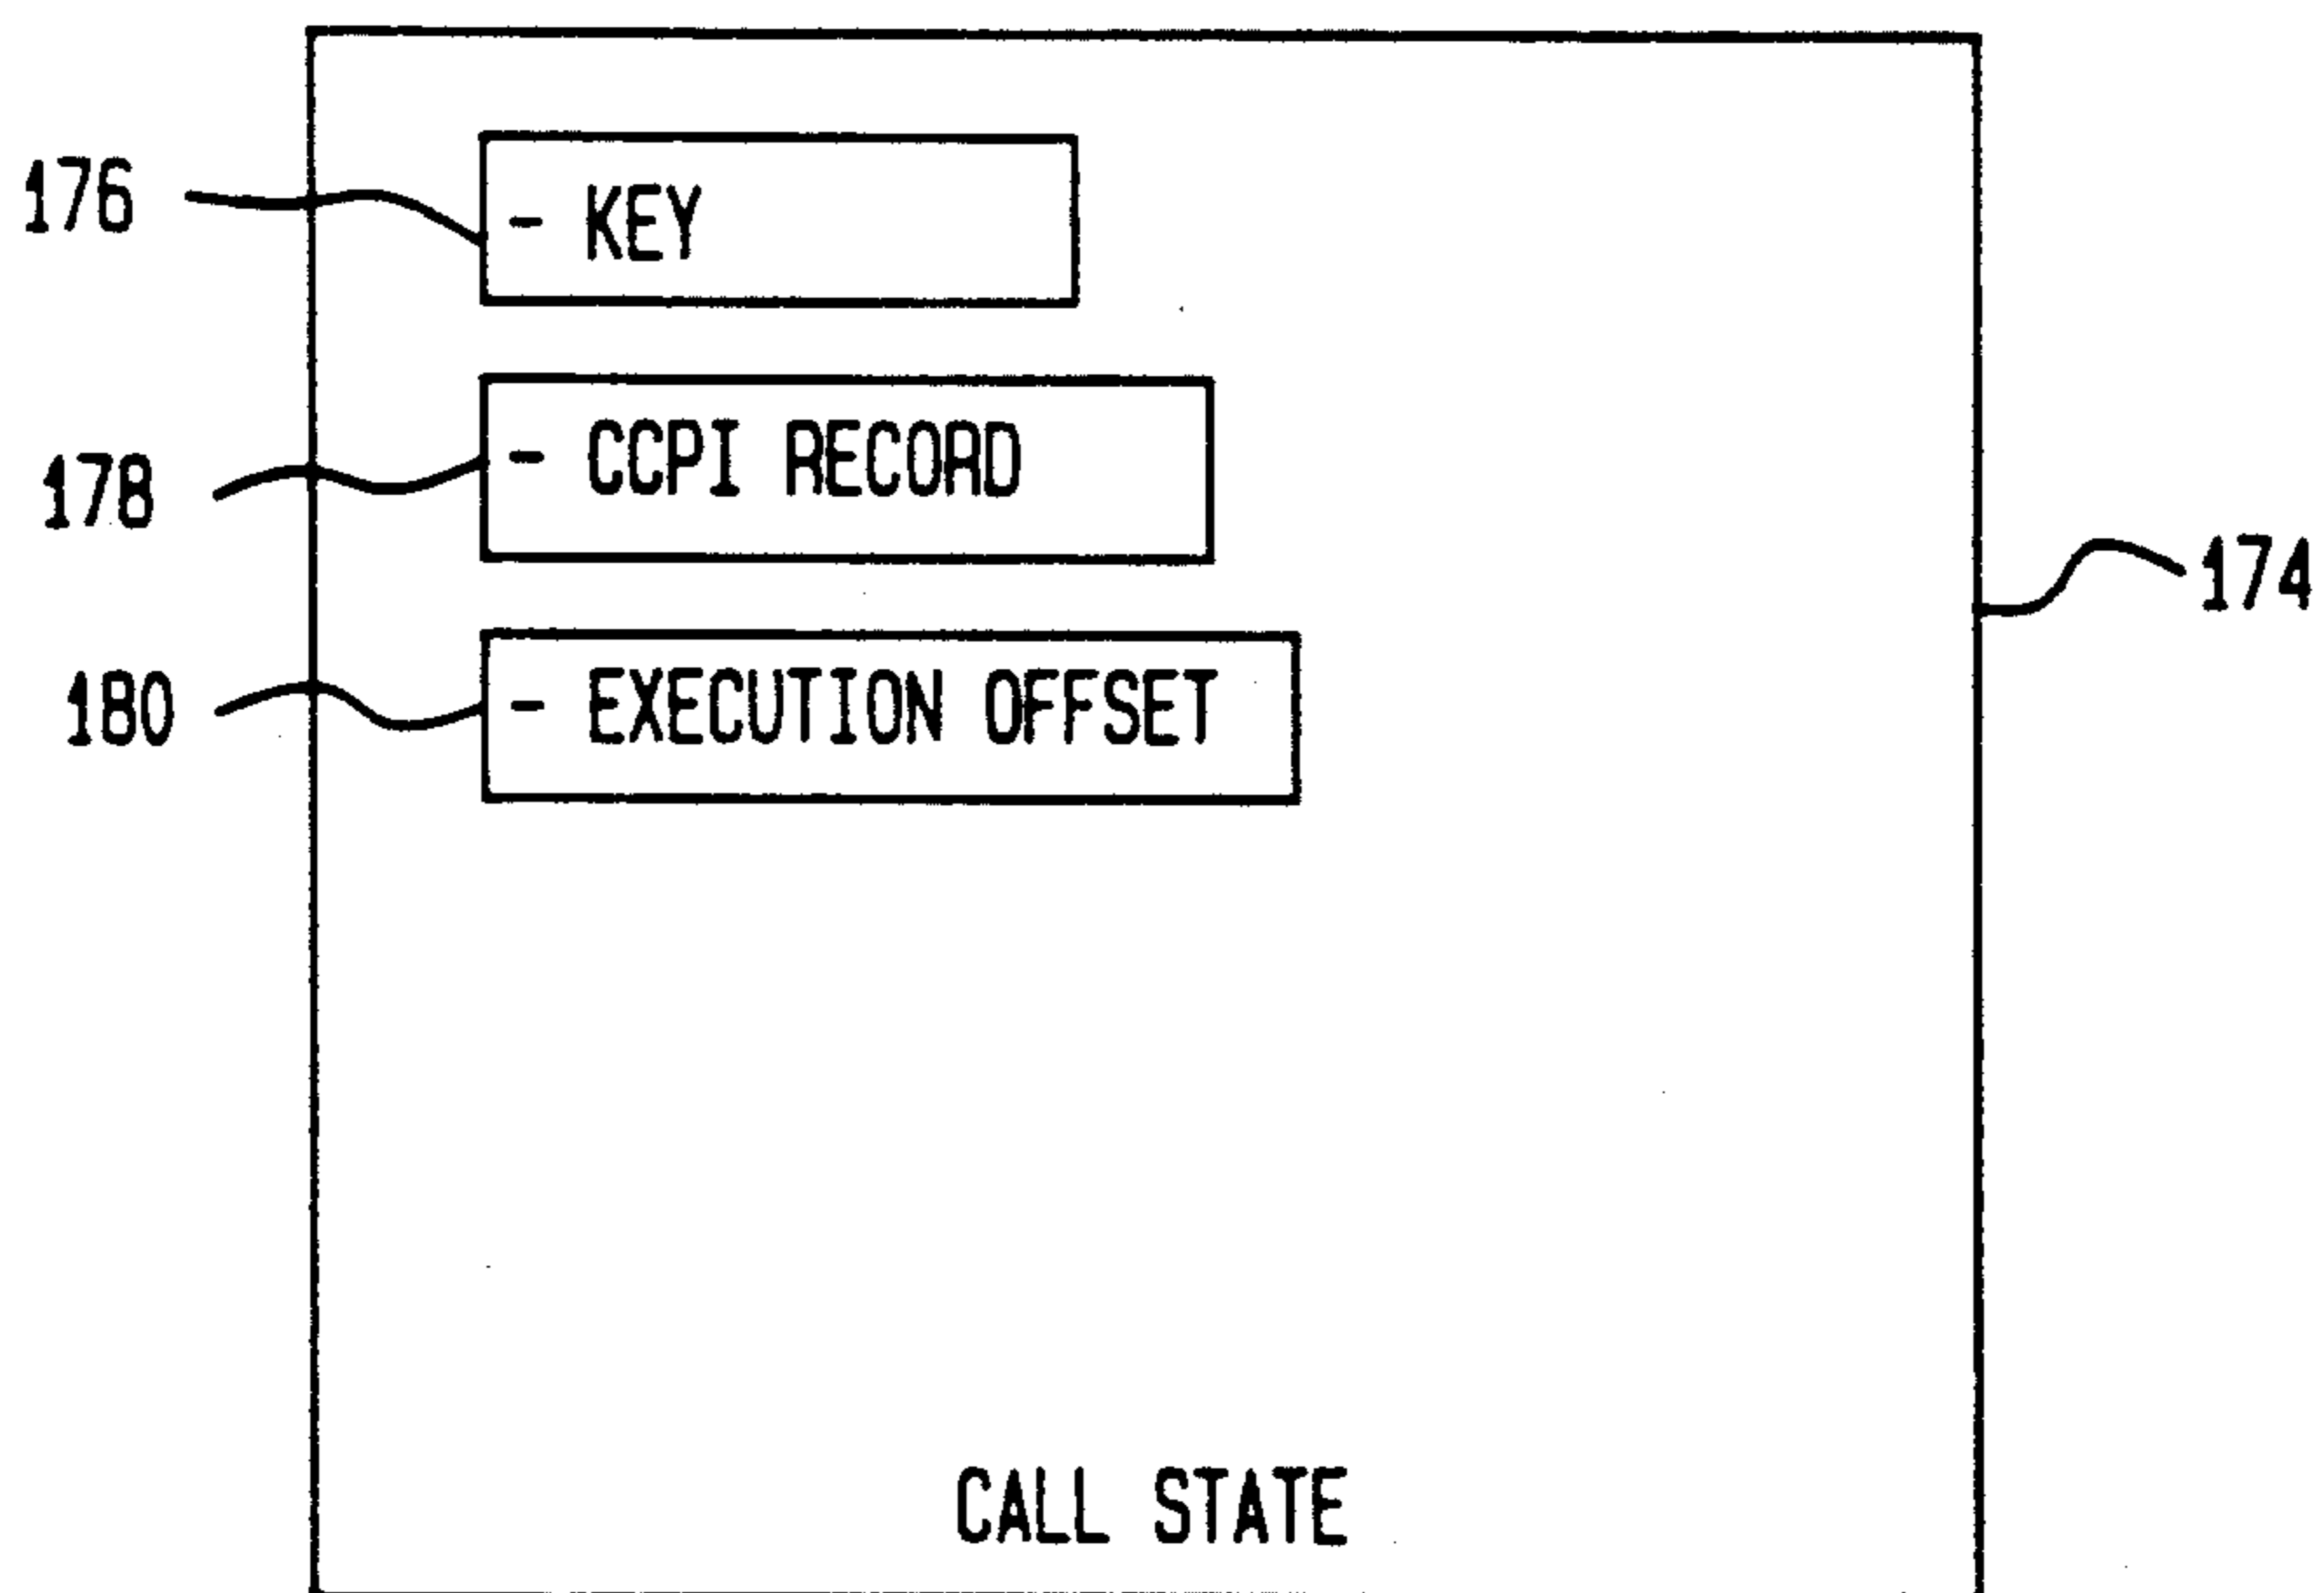 176
- KEY
178
- CCPI RECORD
174
180
- EXECUTION OFFSET
CALL STATE